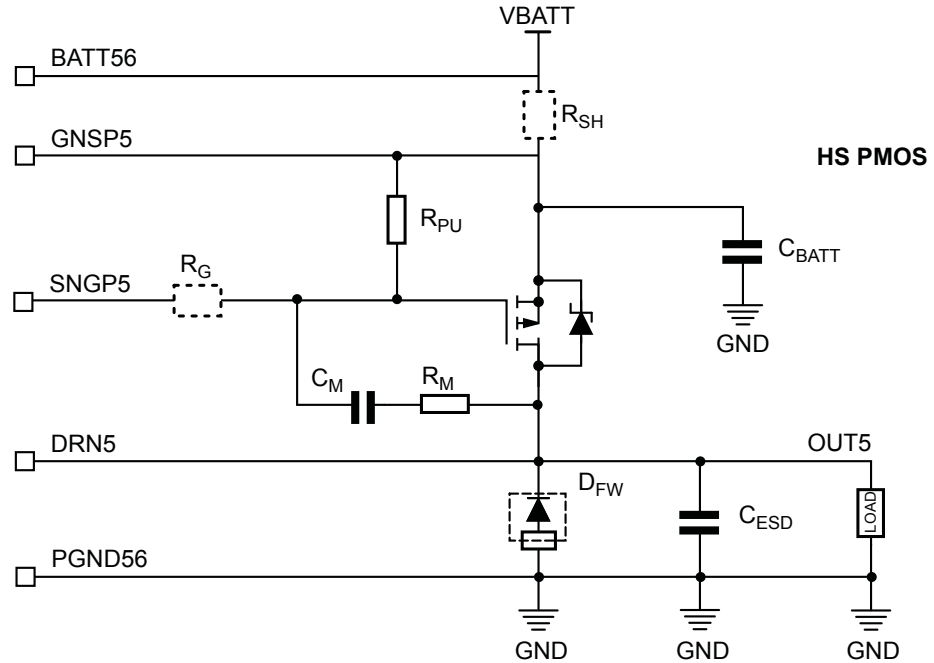 VBATT
BATT56
R_SH
GNSP5
HS PMOS
R_PU
C_BATT
R_G
SNGP5
GND
C_M
R_M
DRN5
OUT5
D_FW
C_ESD
LOAD
PGND56
GND
GND
GND